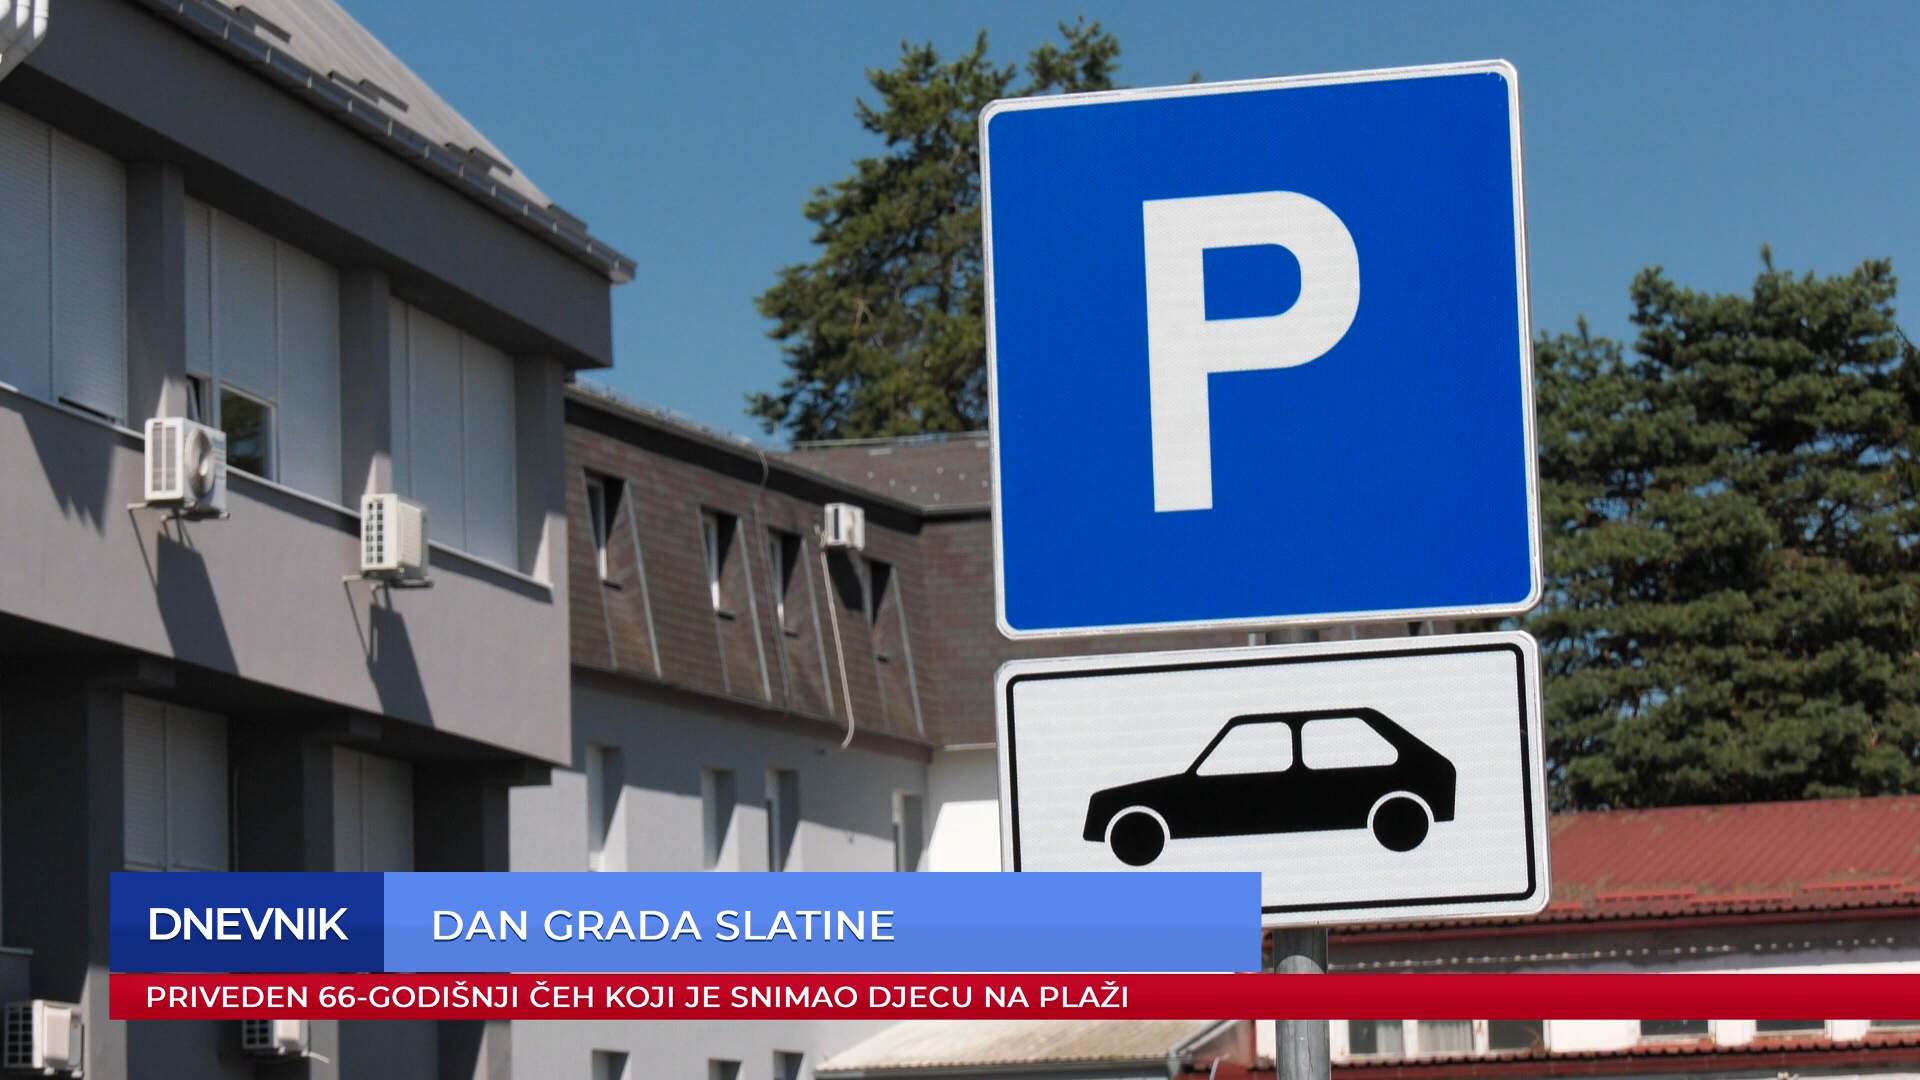 P
DNEVNIK
DAN GRADA SLATINE
PRIVEDEN 66-GODIŠNJI ČEH KOJI JE SNIMAO DJECU NA PLAŽI